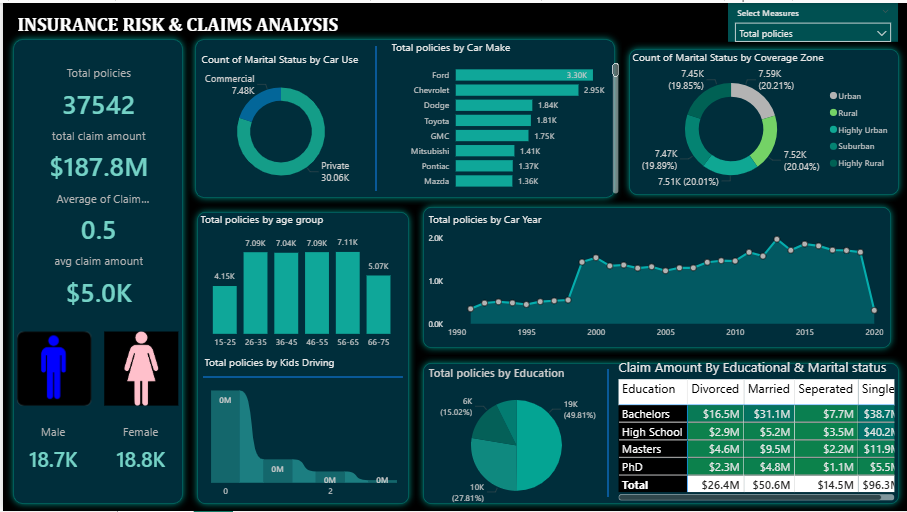 INSURANCE RISK & CLAIMS ANALYSIS
Select Measures
Total policies
Total policies
37542
total claim amount
$187.8M
Average of Claim...
0.5
avg claim amount
$5.0K
Male
Female
18.7K
18.8K
Count of Marital Status by Car Use
Commercial
7.48K
Private
30.06K
Total policies by Car Make
Ford 3.30K
Chevrolet 2.95K
Dodge 1.84K
Toyota 1.81K
GMC 1.75K
Mitsubishi 1.41K
Pontiac 1.37K
Mazda 1.36K
Count of Marital Status by Coverage Zone
7.45K
(19.85%)
7.59K
(20.21%)
7.47K
(19.89%)
7.52K
(20.04%)
7.51K (20.01%)
Urban
Rural
Highly Urban
Suburban
Highly Rural
Total policies by age group
4.15K 7.09K 7.04K 7.09K 7.11K 5.07K
15-25 26-35 36-45 46-55 56-65 66-75
Total policies by Car Year
2.0K
1.0K
0.0K
1990 1995 2000 2005 2010 2015 2020
Total policies by Kids Driving
0M 0M 0M 0M
0 2
Total policies by Education
6K
(15.02%)
19K
(49.81%)
10K
(27.81%)
Claim Amount By Educational & Marital status
Education Divorced Married Seperated Single
Bachelors $16.5M $31.1M $7.7M $38.7M
High School $2.9M $5.2M $3.5M $40.2M
Masters $4.6M $9.5M $2.2M $11.9M
PhD $2.3M $4.8M $1.1M $5.5M
Total $26.4M $50.6M $14.5M $96.3M